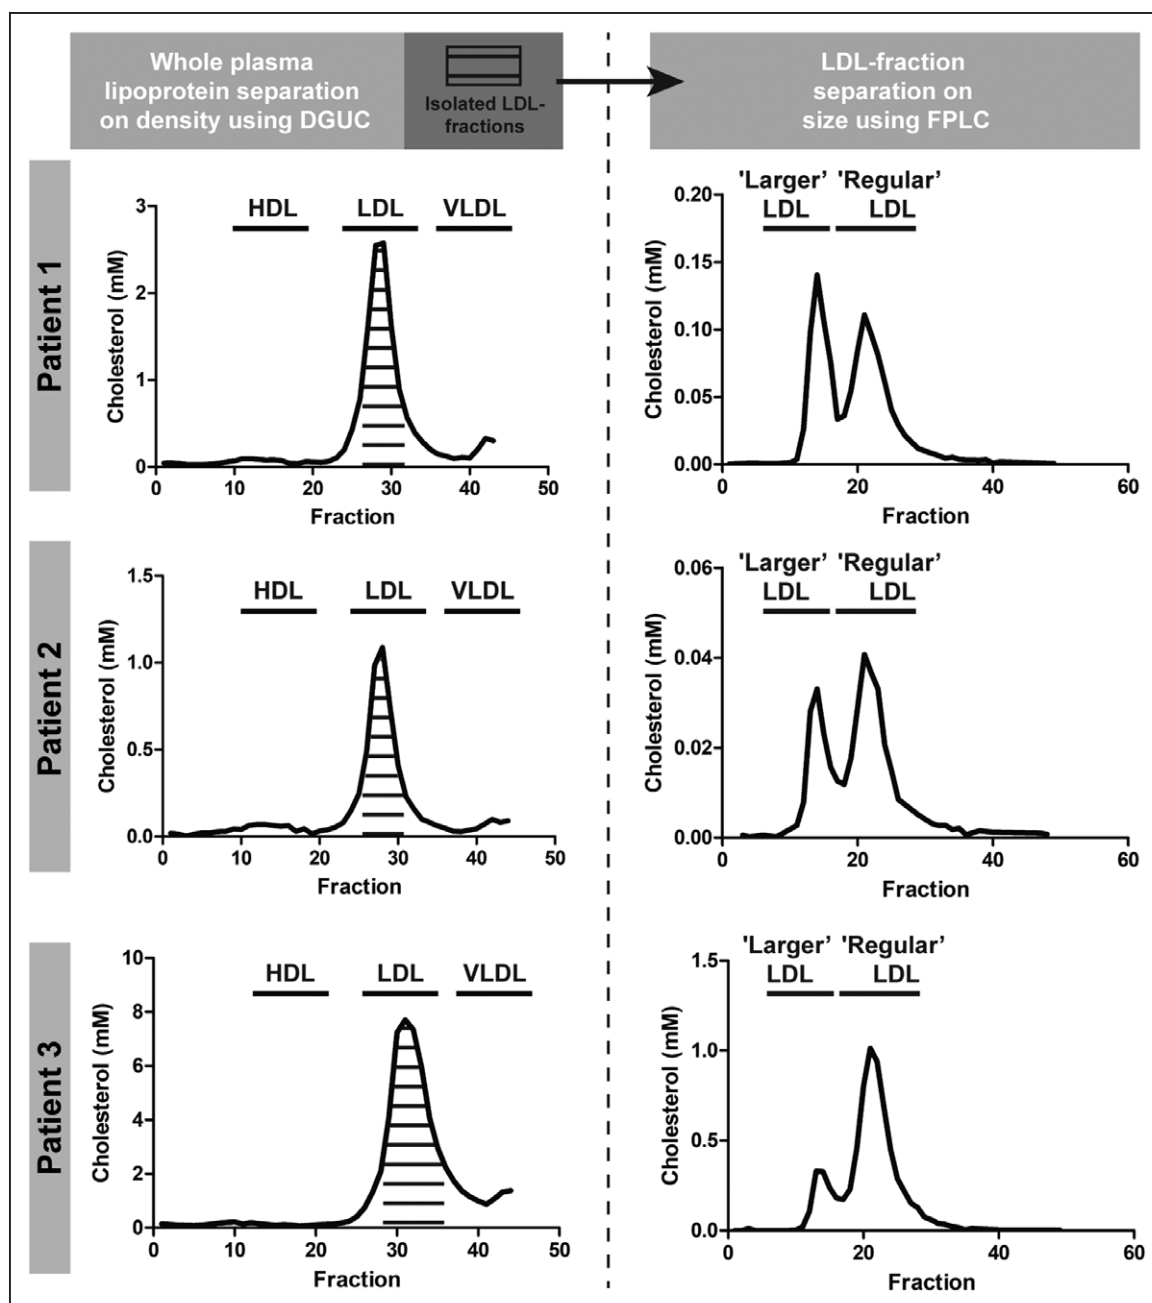 Whole plasma
lipoprotein separation
on density using DGUC
Isolated LDL-
fractions
LDL-fraction
separation on
size using FPLC
Patient 1
HDL LDL VLDL
Cholesterol (mM)
3
2
1
0
0 10 20 30 40 50
Fraction
'Larger’ 'Regular’
LDL LDL
Cholesterol (mM)
0.20
0.15
0.10
0.05
0.00
0 20 40 60
Fraction
Patient 2
HDL LDL VLDL
Cholesterol (mM)
1.5
1.0
0.5
0.0
0 10 20 30 40 50
Fraction
'Larger’ 'Regular’
LDL LDL
Cholesterol (mM)
0.06
0.04
0.02
0.00
0 20 40 60
Fraction
Patient 3
HDL LDL VLDL
Cholesterol (mM)
10
8
6
4
2
0
0 10 20 30 40 50
Fraction
'Larger’ 'Regular’
LDL LDL
Cholesterol (mM)
1.5
1.0
0.5
0.0
0 20 40 60
Fraction